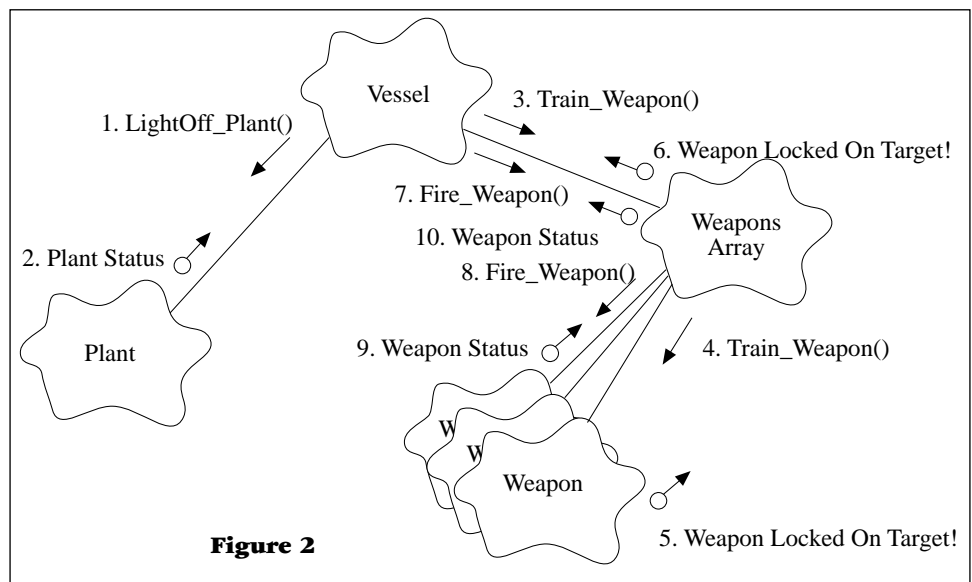 Vessel
3. Train_Weapon()
1. LightOff_Plant()
6. Weapon Locked On Target!
7. Fire_Weapon()
Weapons
Array
10. Weapon Status
2. Plant Status
8. Fire_Weapon()
Plant
9. Weapon Status
4. Train_Weapon()
W
W
Weapon
5. Weapon Locked On Target!
Figure 2